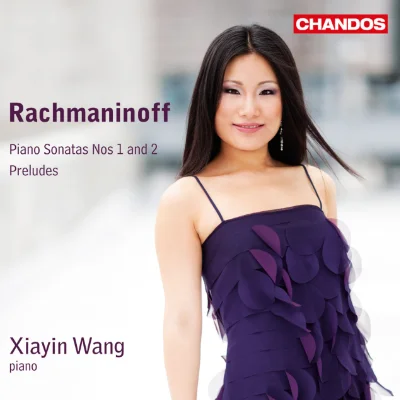 CHANDOS
Rachmaninoff
Piano Sonatas Nos 1 and 2
Preludes
Xiayin Wang
piano